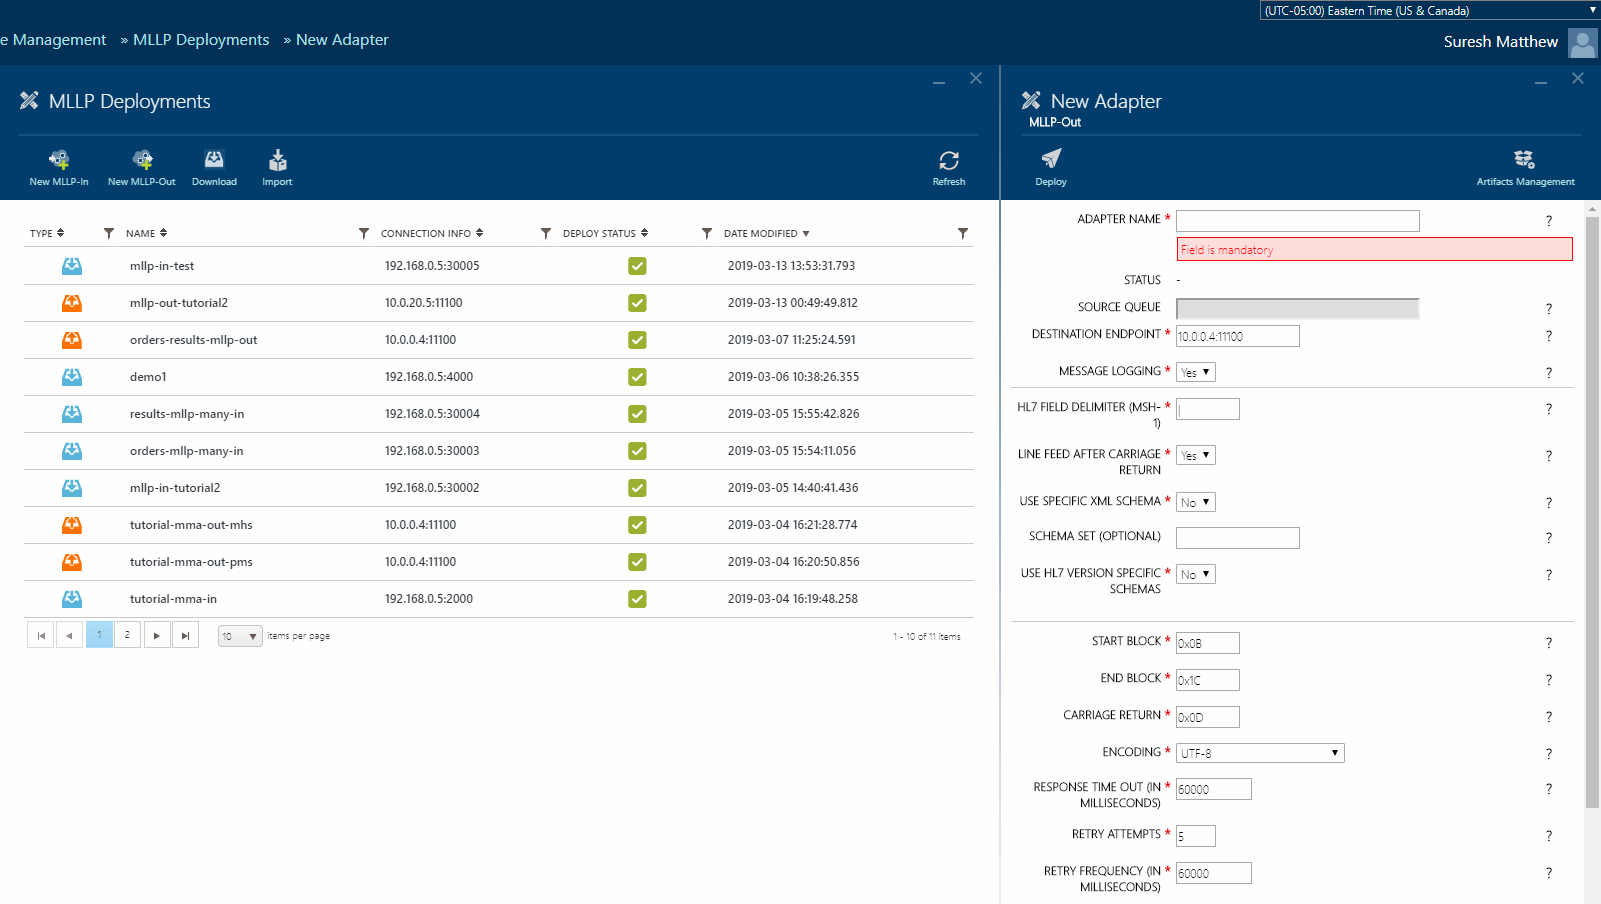 (UTC-05:00) Eastern Time (US & Canada)
e Management » MLLP Deployments » New Adapter
Suresh Matthew
MLLP Deployments
New MLLP-In
New MLLP-Out
Download
Import
Refresh
TYPE NAME CONNECTION INFO DEPLOY STATUS DATE MODIFIED
mllp-in-test 192.168.0.5:30005 2019-03-13 13:53:31.793
mllp-out-tutorial2 10.0.20.5:11100 2019-03-13 00:49:49.812
orders-results-mllp-out 10.0.0.4:11100 2019-03-07 11:25:24.591
demo1 192.168.0.5:4000 2019-03-06 10:38:26.355
results-mllp-many-in 192.168.0.5:30004 2019-03-05 15:55:42.826
orders-mllp-many-in 192.168.0.5:30003 2019-03-05 15:54:11.056
mllp-in-tutorial2 192.168.0.5:30002 2019-03-05 14:40:41.436
tutorial-mma-out-mhs 10.0.0.4:11100 2019-03-04 16:21:28.774
tutorial-mma-out-pms 10.0.0.4:11100 2019-03-04 16:20:50.856
tutorial-mma-in 192.168.0.5:2000 2019-03-04 16:19:48.258
1 2 10 items per page 1 - 10 of 11 items
New Adapter
MLLP-Out
Deploy
Artifacts Management
ADAPTER NAME * ?
Field is mandatory
STATUS -
SOURCE QUEUE ?
DESTINATION ENDPOINT * 10.0.0.4:11100 ?
MESSAGE LOGGING * Yes ?
HL7 FIELD DELIMITER (MSH- * | ?
1)
LINE FEED AFTER CARRIAGE * Yes ?
RETURN
USE SPECIFIC XML SCHEMA * No ?
SCHEMA SET (OPTIONAL) ?
USE HL7 VERSION SPECIFIC * No ?
SCHEMAS
START BLOCK * 0x0B ?
END BLOCK * 0x1C ?
CARRIAGE RETURN * 0x0D ?
ENCODING * UTF-8 ?
RESPONSE TIME OUT (IN * 60000 ?
MILLISECONDS)
RETRY ATTEMPTS * 5 ?
RETRY FREQUENCY (IN * 60000 ?
MILLISECONDS)